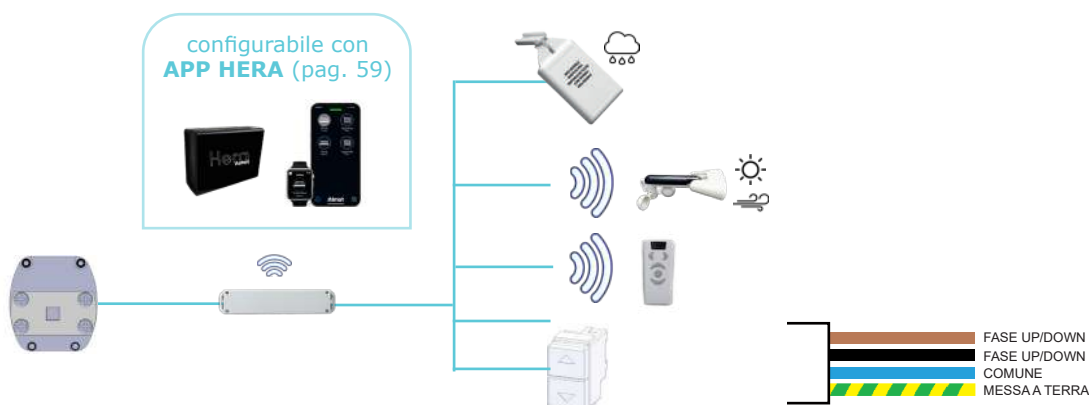 configurabile con
APP HERA (pag. 59)
Hera
FASE UP/DOWN
FASE UP/DOWN
COMUNE
MESSA A TERRA